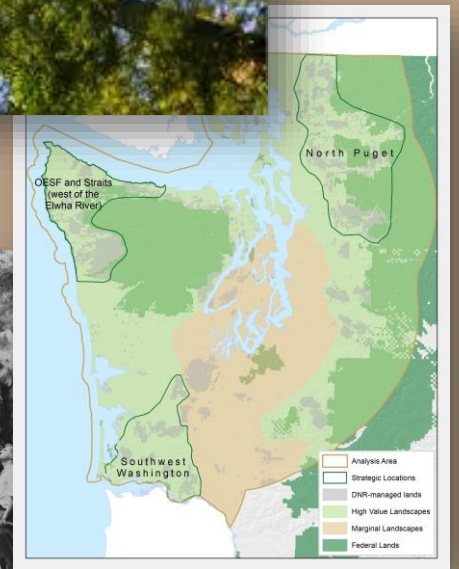 North Puget
OESF and Straits
(west of the
Elwha River)
Southwest
Washington
Analysis Area
Strategic Locations
DNR-managed lands
High Value Landscapes
Marginal Landscapes
Federal Lands